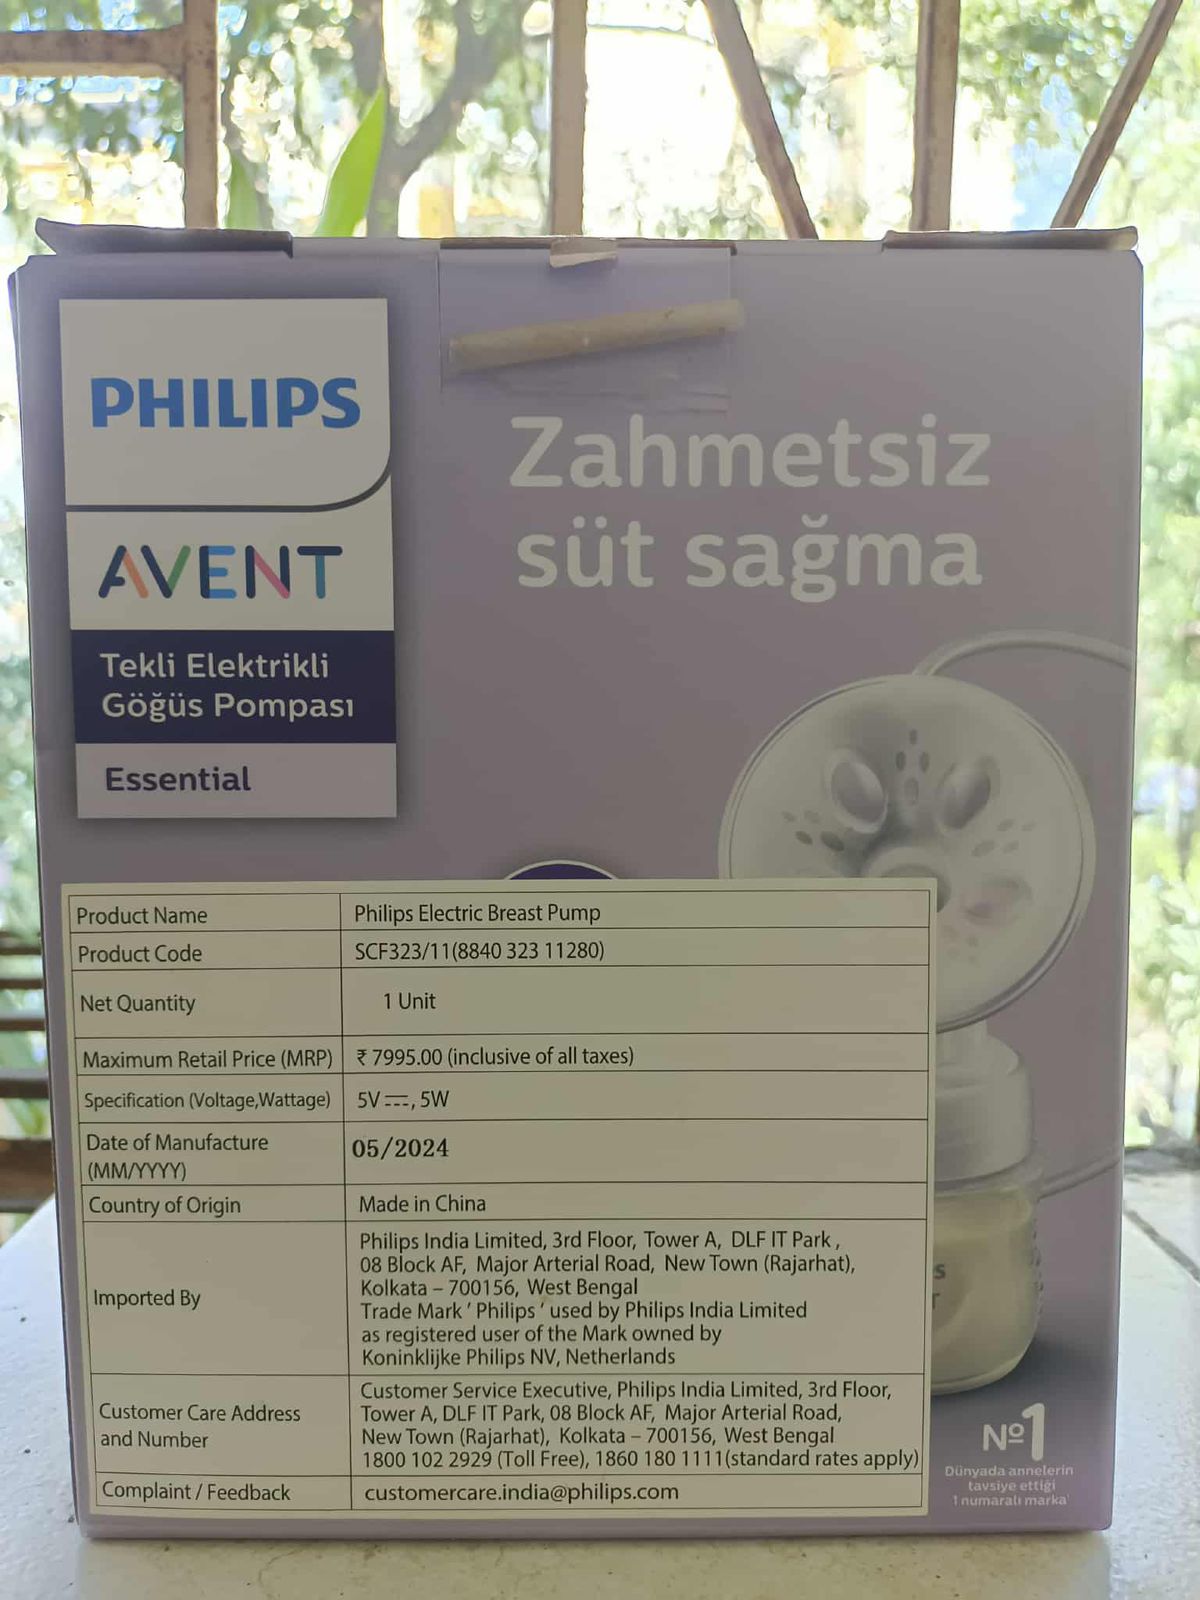 PHILIPS
AVENT
Tekli Elektrikli
Göğüs Pompası
Essential
Zahmetsiz
süt sağma
Product Name Philips Electric Breast Pump
Product Code SCF323/11(8840 323 11280)
Net Quantity 1 Unit
Maximum Retail Price (MRP) ₹ 7995.00 (inclusive of all taxes)
Specification (Voltage,Wattage) 5V⎓, 5W
Date of Manufacture
(MM/YYYY)
05/2024
Country of Origin Made in China
Imported By
Philips India Limited, 3rd Floor, Tower A, DLF IT Park,
08 Block AF, Major Arterial Road, New Town (Rajarhat),
Kolkata – 700156, West Bengal
Trade Mark ' Philips ' used by Philips India Limited
as registered user of the Mark owned by
Koninklijke Philips NV, Netherlands
Customer Care Address
and Number
Customer Service Executive, Philips India Limited, 3rd Floor,
Tower A, DLF IT Park, 08 Block AF, Major Arterial Road,
New Town (Rajarhat), Kolkata – 700156, West Bengal
1800 102 2929 (Toll Free), 1860 180 1111(standard rates apply)
Complaint / Feedback customercare.india@philips.com
№1
Dünyada annelerin
tavsiye ettiği
1 numaralı marka¹